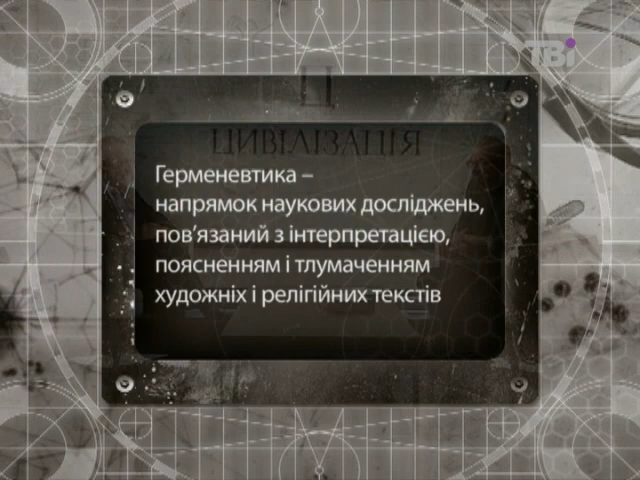 ТВі
Ц
ЦИВІЛІЗАЦІЯ
Герменевтика –
напрямок наукових досліджень,
пов’язаний з інтерпретацією,
поясненням і тлумаченням
художніх і релігійних текстів